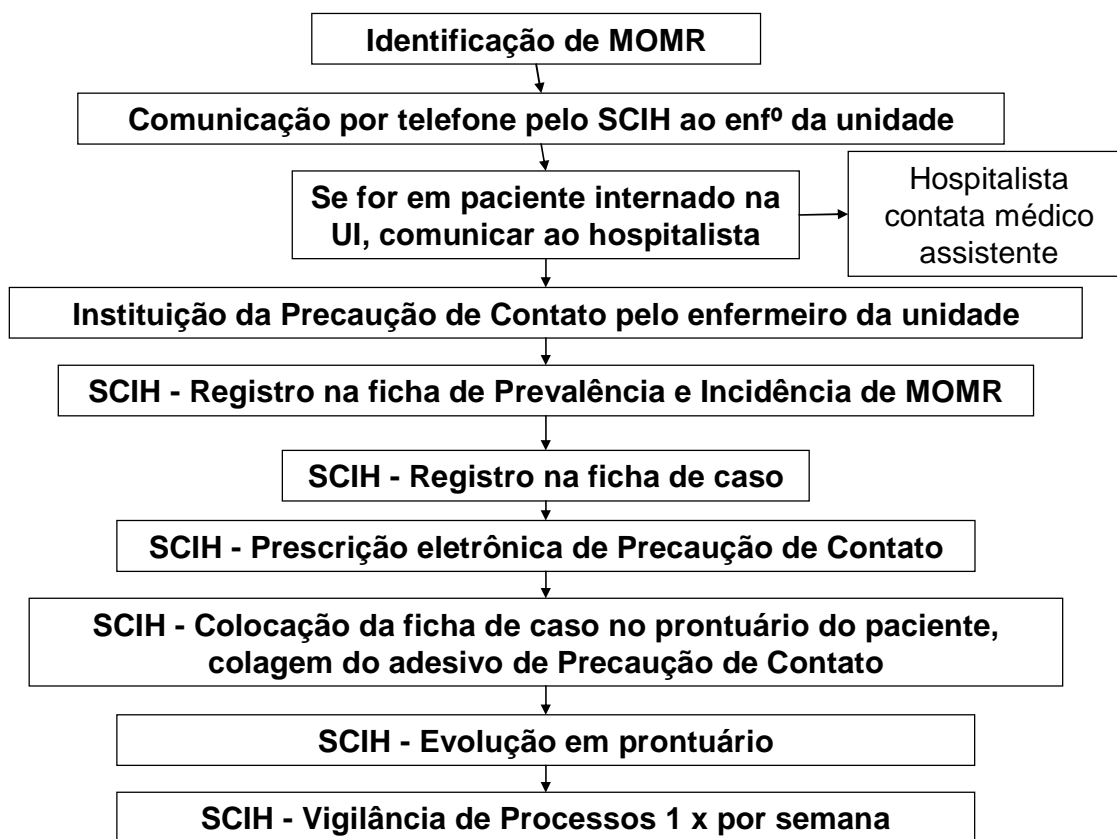 Identificação de MOMR
Comunicação por telefone pelo SCIH ao enfº da unidade
Se for em paciente internado na
UI, comunicar ao hospitalista
Hospitalista
contata médico
assistente
Instituição da Precaução de Contato pelo enfermeiro da unidade
SCIH - Registro na ficha de Prevalência e Incidência de MOMR
SCIH - Registro na ficha de caso
SCIH - Prescrição eletrônica de Precaução de Contato
SCIH - Colocação da ficha de caso no prontuário do paciente,
colagem do adesivo de Precaução de Contato
SCIH - Evolução em prontuário
SCIH - Vigilância de Processos 1 x por semana